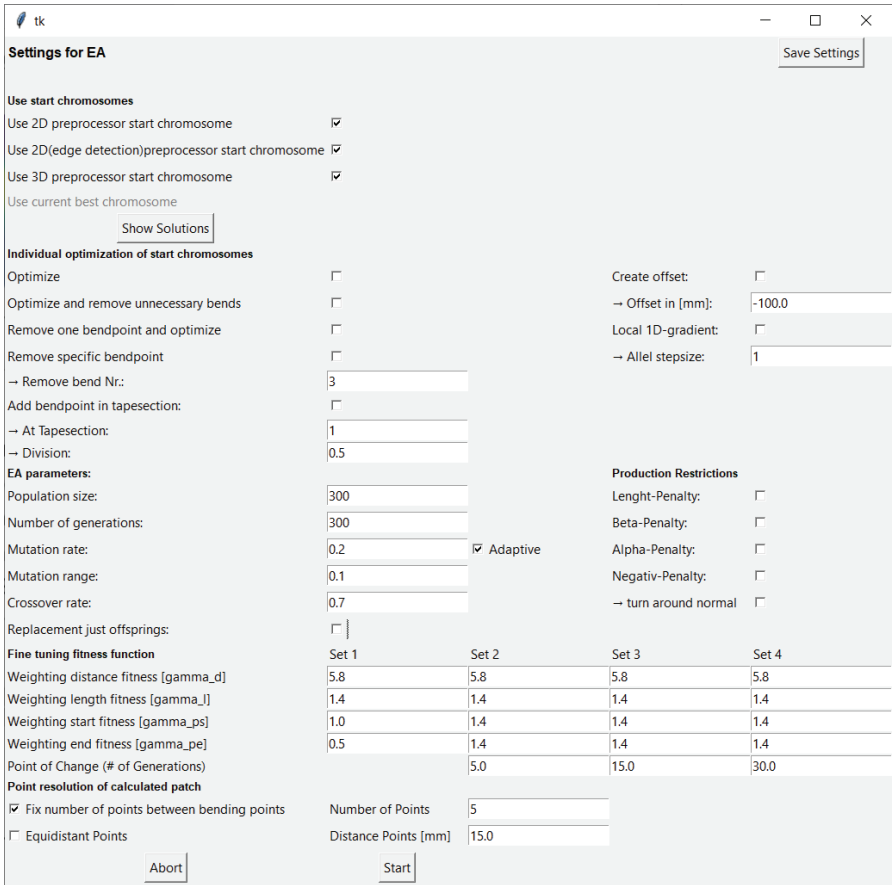 tk
Settings for EA Save Settings
Use start chromosomes
Use 2D preprocessor start chromosome
Use 2D(edge detection)preprocessor start chromosome
Use 3D preprocessor start chromosome
Use current best chromosome
Show Solutions
Individual optimization of start chromosomes
Optimize Create offset:
Optimize and remove unnecessary bends → Offset in [mm]: -100.0
Remove one bendpoint and optimize Local 1D-gradient:
Remove specific bendpoint → Allel stepsize: 1
→ Remove bend Nr.: 3
Add bendpoint in tapesection:
→ At Tapesection: 1
→ Division: 0.5
EA parameters: Production Restrictions
Population size: 300 Lenght-Penalty:
Number of generations: 300 Beta-Penalty:
Mutation rate: 0.2 Adaptive Alpha-Penalty:
Mutation range: 0.1 Negativ-Penalty:
Crossover rate: 0.7 → turn around normal
Replacement just offsprings:
Fine tuning fitness function Set 1 Set 2 Set 3 Set 4
Weighting distance fitness [gamma_d] 5.8 5.8 5.8 5.8
Weighting length fitness [gamma_l] 1.4 1.4 1.4 1.4
Weighting start fitness [gamma_ps] 1.0 1.4 1.4 1.4
Weighting end fitness [gamma_pe] 0.5 1.4 1.4 1.4
Point of Change (# of Generations) 5.0 15.0 30.0
Point resolution of calculated patch
Fix number of points between bending points Number of Points 5
Equidistant Points Distance Points [mm] 15.0
Abort Start